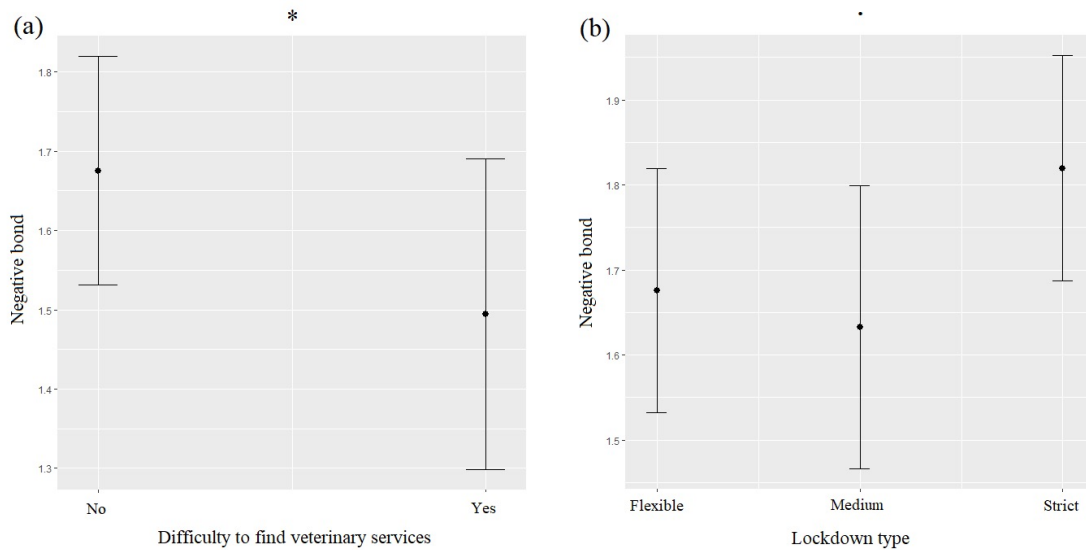 (a)
*
Negative bond
1.8
1.7
1.6
1.5
1.4
1.3
No Yes
Difficulty to find veterinary services
(b)
.
Negative bond
1.9
1.8
1.7
1.6
1.5
Flexible Medium Strict
Lockdown type